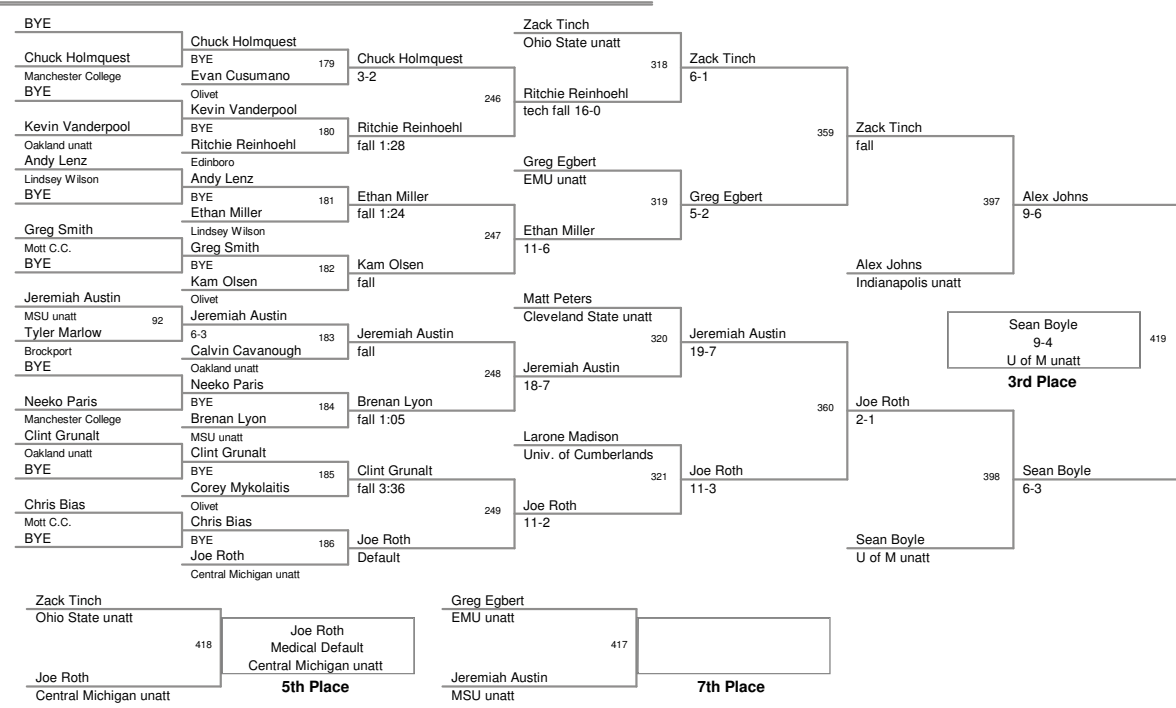 BYE
Chuck Holmquest
Manchester College
BYE
Kevin Vanderpool
Oakland unatt
Andy Lenz
Lindsey Wilson
BYE
Greg Smith
Mott C.C.
BYE
Jeremiah Austin
MSU unatt
92
Tyler Marlow
Brockport
BYE
Neeko Paris
Manchester College
Clint Grunalt
Oakland unatt
BYE
Chris Bias
Mott C.C.
BYE
Chuck Holmquest
BYE
179
Evan Cusumano
Olivet
Kevin Vanderpool
BYE
180
Ritchie Reinhoehl
Edinboro
Andy Lenz
BYE
181
Ethan Miller
Lindsey Wilson
Greg Smith
BYE
182
Kam Olsen
Olivet
Jeremiah Austin
6-3
183
Calvin Cavanough
Oakland unatt
Neeko Paris
BYE
184
Brenan Lyon
MSU unatt
Clint Grunalt
BYE
185
Corey Mykolaitis
Olivet
Chris Bias
BYE
186
Joe Roth
Central Michigan unatt
Chuck Holmquest
3-2
246
Ritchie Reinhoehl
fall 1:28
Ethan Miller
fall 1:24
247
Kam Olsen
fall
Jeremiah Austin
fall
248
Brenan Lyon
fall 1:05
Clint Grunalt
fall 3:36
249
Joe Roth
Default
Zack Tinch
Ohio State unatt
318
Ritchie Reinhoehl
tech fall 16-0
Greg Egbert
EMU unatt
319
Ethan Miller
11-6
Matt Peters
Cleveland State unatt
320
Jeremiah Austin
18-7
Larone Madison
Univ. of Cumberlands
321
Joe Roth
11-2
Zack Tinch
6-1
359
Greg Egbert
5-2
Jeremiah Austin
19-7
360
Joe Roth
11-3
Zack Tinch
fall
397
Alex Johns
Indianapolis unatt
Joe Roth
2-1
398
Sean Boyle
U of M unatt
Alex Johns
9-6
Sean Boyle
9-4
U of M unatt
419
3rd Place
Sean Boyle
6-3
Zack Tinch
Ohio State unatt
418
Joe Roth
Central Michigan unatt
Joe Roth
Medical Default
Central Michigan unatt
5th Place
Greg Egbert
EMU unatt
417
Jeremiah Austin
MSU unatt
7th Place